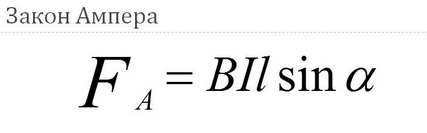 Закон Ампера
F_A = BIl sin α